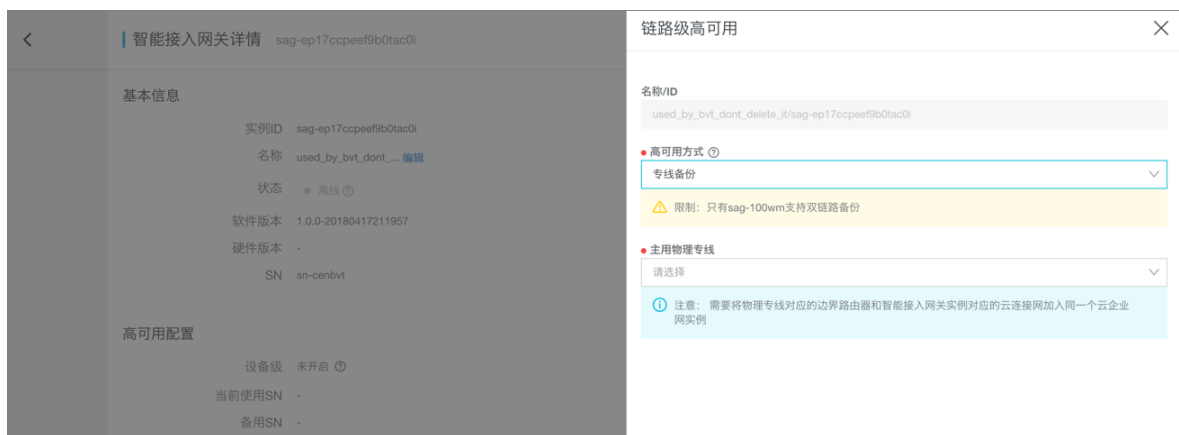 智能接入网关详情 sag-ep17ccpeef9b0tac0i
基本信息
实例ID sag-ep17ccpeef9b0tac0i
名称 used_by_bvt_dont_... 编辑
状态 离线
软件版本 1.0.0-20180417211957
硬件版本 -
SN sn-cenbvt
高可用配置
设备级 未开启
当前使用SN -
备用SN -
链路级高可用
名称/ID
used_by_bvt_dont_delete_it/sag-ep17ccpeef9b0tac0i
高可用方式
专线备份
限制：只有sag-100wm支持双链路备份
主用物理专线
请选择
注意： 需要将物理专线对应的边界路由器和智能接入网关实例对应的云连接网加入同一个云企业
网实例